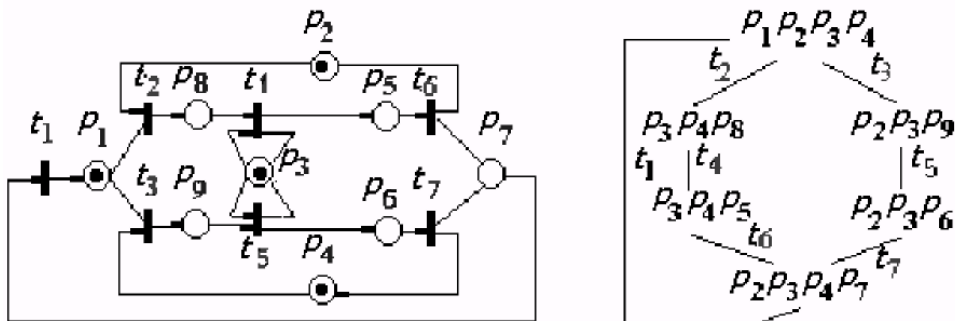 p2
t2 p8 t1 p5 t6
t1 p1 p7
p3
t3 p9 p6 t7
t5 p4
p1p2p3p4
t2 t3
p3p4p8 p2p3p9
t1 t4 t5
p3p4p5 p2p3p6
t6 t7
p2p3p4p7